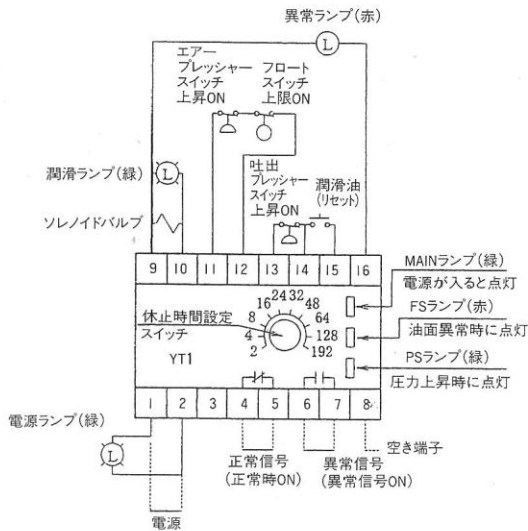 異常ランプ(赤)
L
エアー
プレッシャー
スイッチ
上昇ON
フロート
スイッチ
上限ON
潤滑ランプ(緑)
L
ソレノイドバルブ
吐出
プレッシャー
スイッチ
上昇ON
潤滑油
(リセット)
9 10 11 12 13 14 15 16
MAINランプ(緑)
電源が入ると点灯
FSランプ(赤)
油面異常時に点灯
PSランプ(緑)
圧力上昇時に点灯
休止時間設定
スイッチ
YT1
2 4 8 16 24 32 48 64 128 192
1 2 3 4 5 6 7 8
電源ランプ(緑)
L
電源
正常信号
(正常時ON)
異常信号
(異常信号ON)
空き端子